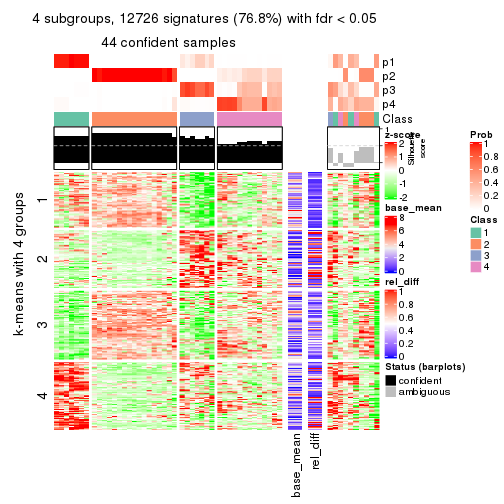 4 subgroups, 12726 signatures (76.8%) with fdr < 0.05
44 confident samples
p1
p2
p3
p4
Class
1
Silhouette
score
k-means with 4 groups
1
2
3
4
base_mean
rel_diff
z-score
2
1
0
-1
-2
base_mean
8
6
4
2
0
rel_diff
1
0.8
0.6
0.4
0.2
0
Status (barplots)
confident
ambiguous
Prob
1
0.8
0.6
0.4
0.2
0
Class
1
2
3
4